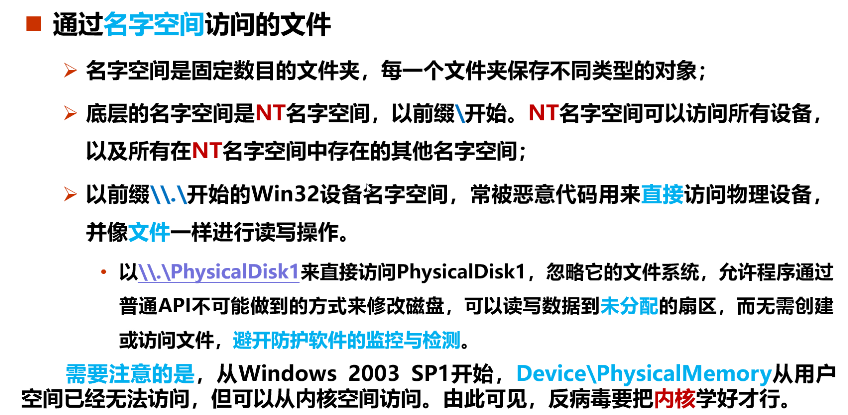 ■ 通过名字空间访问的文件
➢ 名字空间是固定数目的文件夹，每一个文件夹保存不同类型的对象；
➢ 底层的名字空间是NT名字空间，以前缀\开始。NT名字空间可以访问所有设备，
以及所有在NT名字空间中存在的其他名字空间；
➢ 以前缀\\.\开始的Win32设备名字空间，常被恶意代码用来直接访问物理设备，
并像文件一样进行读写操作。
• 以\\.\PhysicalDisk1来直接访问PhysicalDisk1，忽略它的文件系统，允许程序通过
普通API不可能做到的方式来修改磁盘，可以读写数据到未分配的扇区，而无需创建
或访问文件，避开防护软件的监控与检测。
需要注意的是，从Windows 2003 SP1开始，Device\PhysicalMemory从用户
空间已经无法访问，但可以从内核空间访问。由此可见，反病毒要把内核学好才行。